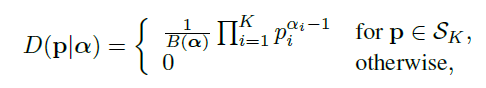 D(p|α) = { 1/B(α) ∏_{i=1}^{K} p_i^{α_i−1} for p ∈ S_K,
0 otherwise,